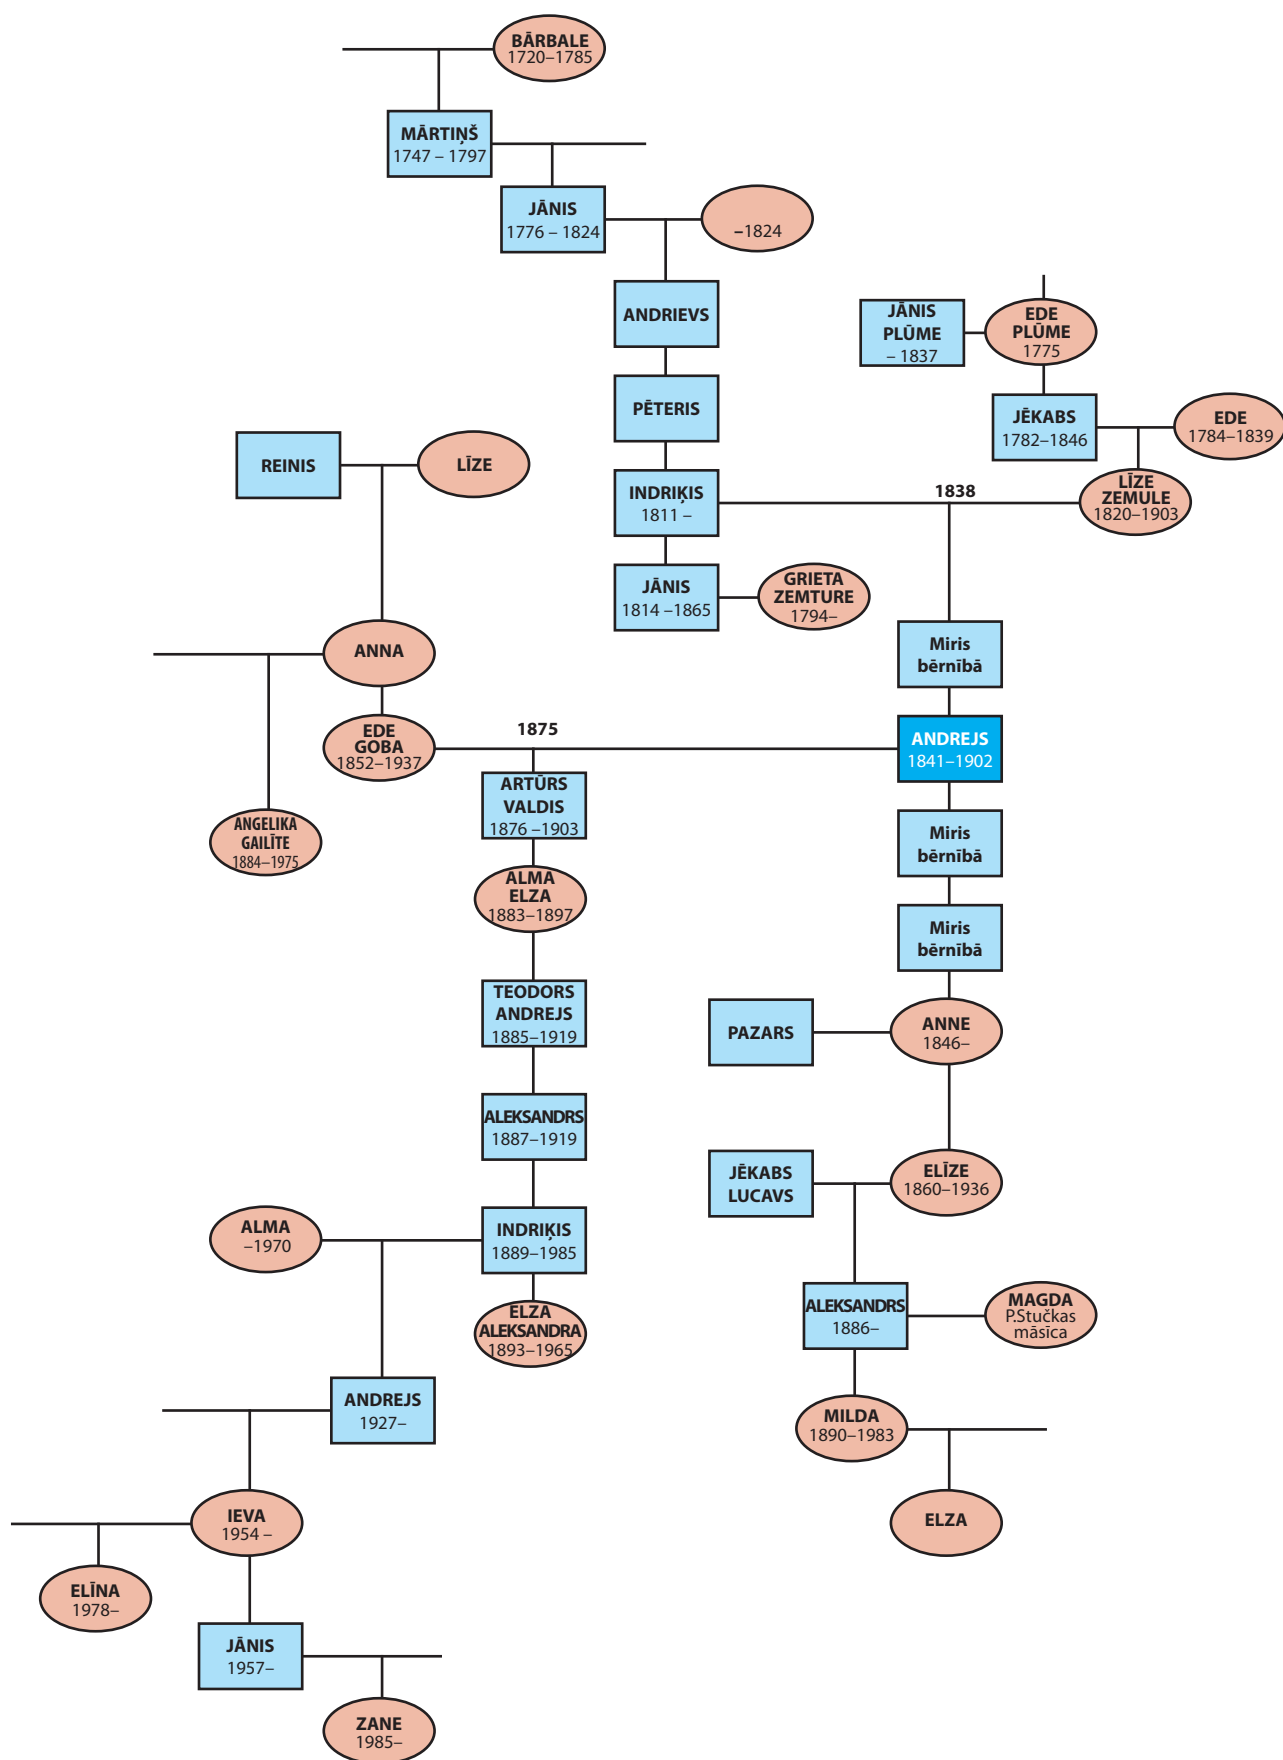 BĀRBALE
1720–1785
MĀRTIŅŠ
1747 – 1797
JĀNIS
1776 – 1824
–1824
ANDRIEVS
JĀNIS
PLŪME
– 1837
EDE
PLŪME
1775
PĒTERIS
JĒKABS
1782–1846
EDE
1784–1839
REINIS
LĪZE
INDRIĶIS
1811 –
1838
LĪZE
ZEMULE
1820–1903
JĀNIS
1814 –1865
GRIETA
ZEMTURE
1794–
ANNA
Miris
bērnībā
EDE
GOBA
1852–1937
1875
ANDREJS
1841–1902
ARTŪRS
VALDIS
1876 –1903
ANGELIKA
GAILĪTE
1884–1975
Miris
bērnībā
ALMA
ELZA
1883–1897
Miris
bērnībā
TEODORS
ANDREJS
1885–1919
PAZARS
ANNE
1846–
ALEKSANDRS
1887–1919
JĒKABS
LUCAVS
ELĪZE
1860–1936
ALMA
–1970
INDRIĶIS
1889–1985
ELZA
ALEKSANDRA
1893–1965
ALEKSANDRS
1886–
MAGDA
P.Stučkas
māsīca
ANDREJS
1927–
MILDA
1890–1983
IEVA
1954 –
ELZA
ELĪNA
1978–
JĀNIS
1957–
ZANE
1985–